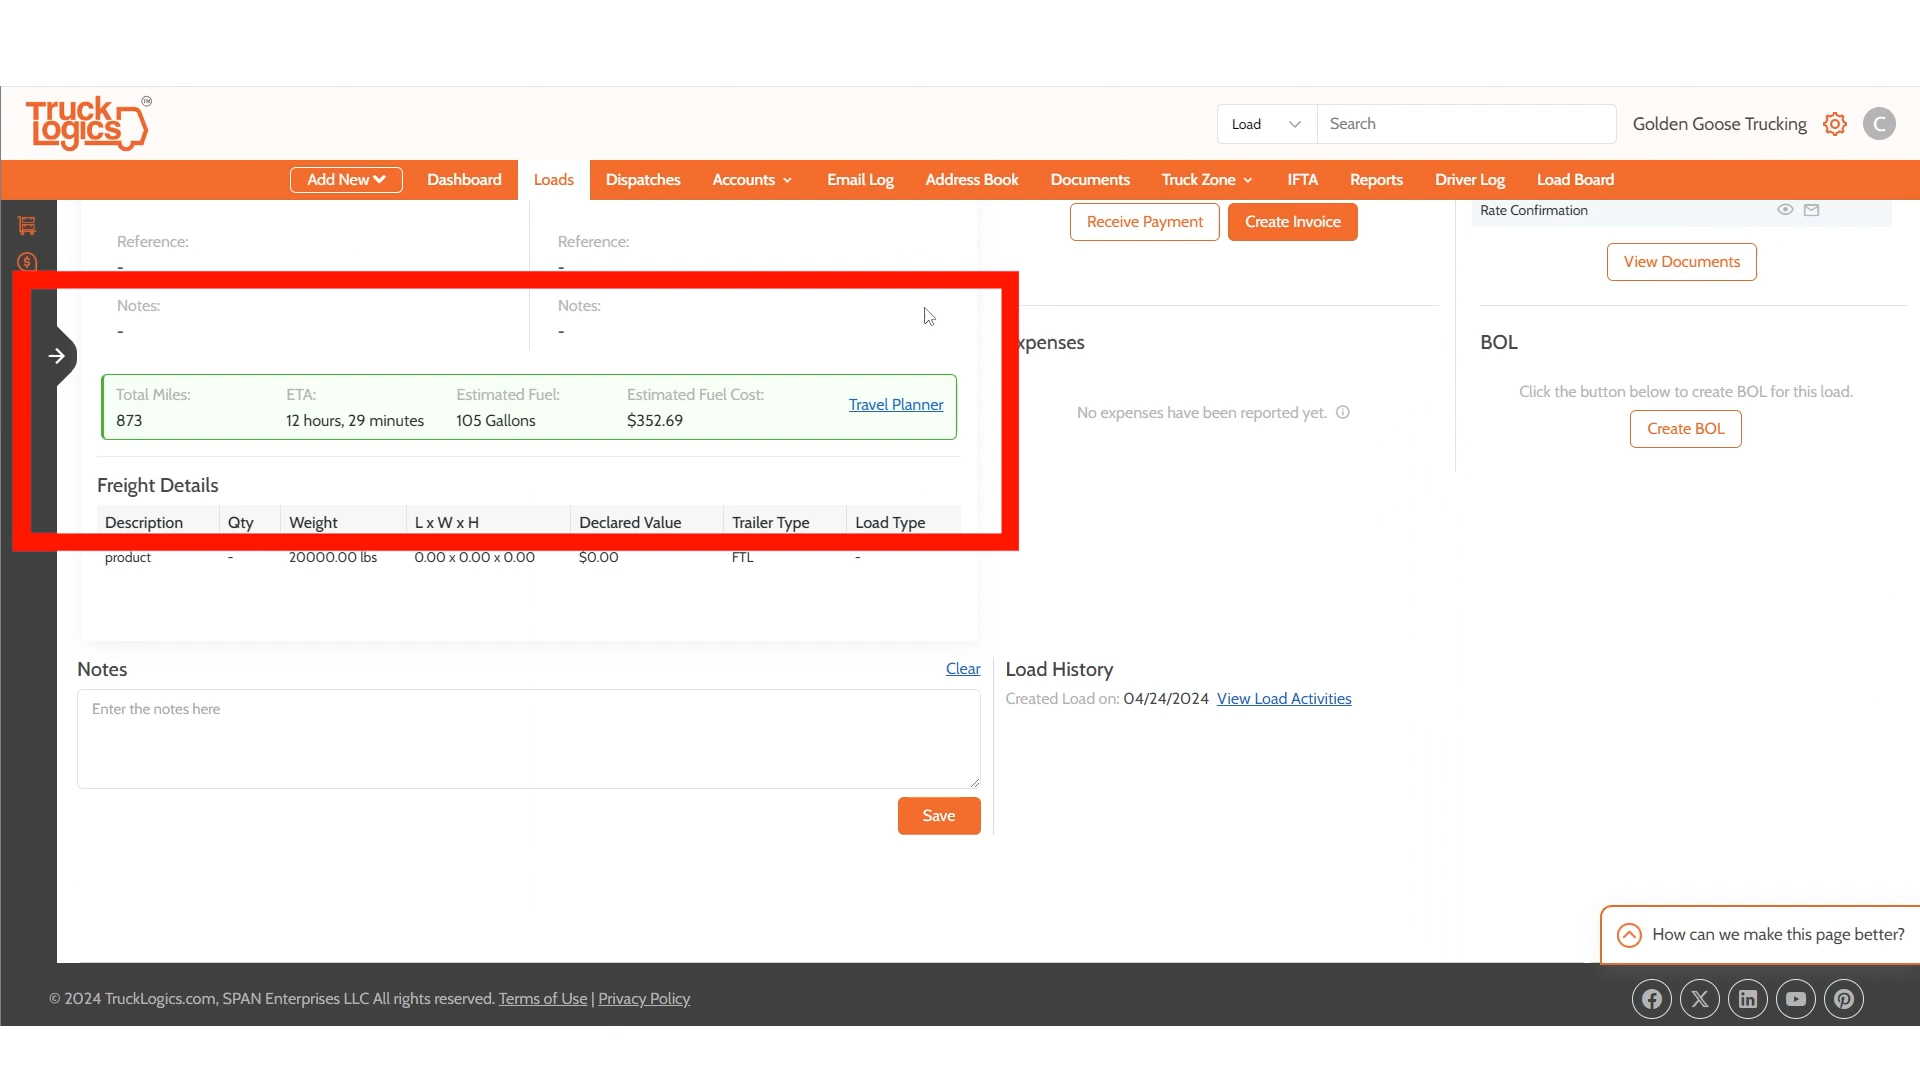 Truck Logics TM
Load
Search
Golden Goose Trucking
C
Add New
Dashboard
Loads
Dispatches
Accounts
Email Log
Address Book
Documents
Truck Zone
IFTA
Reports
Driver Log
Load Board
Reference:
-
Reference:
-
Notes:
-
Notes:
-
Total Miles:
873
ETA:
12 hours, 29 minutes
Estimated Fuel:
105 Gallons
Estimated Fuel Cost:
$352.69
Travel Planner
Freight Details
Description Qty Weight L x W x H Declared Value Trailer Type Load Type
product - 20000.00 lbs 0.00 x 0.00 x 0.00 $0.00 FTL -
Receive Payment
Create Invoice
xpenses
No expenses have been reported yet.
Rate Confirmation
View Documents
BOL
Click the button below to create BOL for this load.
Create BOL
Notes
Clear
Enter the notes here
Save
Load History
Created Load on: 04/24/2024 View Load Activities
How can we make this page better?
© 2024 TruckLogics.com, SPAN Enterprises LLC All rights reserved. Terms of Use | Privacy Policy